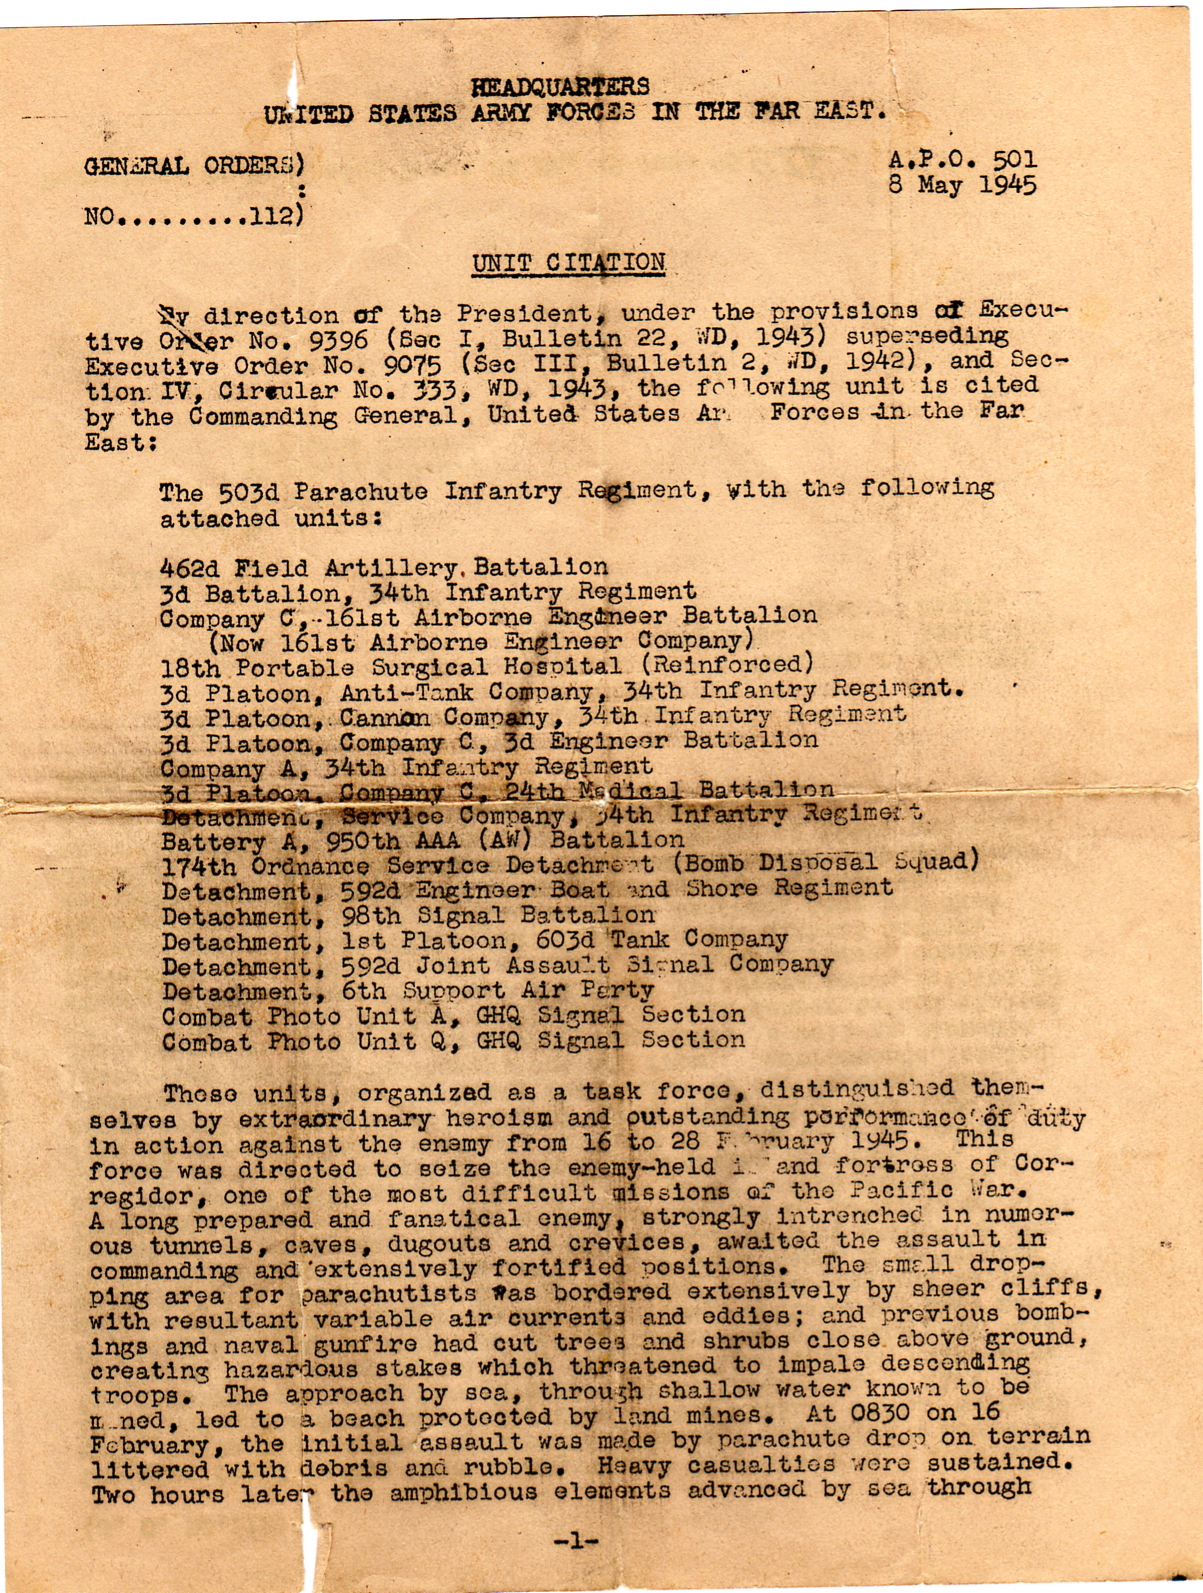 HEADQUARTERS
UNITED STATES ARMY FORCES IN THE FAR EAST.
GENERAL ORDERS)
:
NO..........112)
A.P.O. 501
8 May 1945
UNIT CITATION
By direction of the President, under the provisions of Execu-
tive Order No. 9396 (Sec I, Bulletin 22, WD, 1943) superseding
Executive Order No. 9075 (Sec III, Bulletin 2, WD, 1942), and Sec-
tion IV, Circular No. 333, WD, 1943, the following unit is cited
by the Commanding General, United States Ar Forces in the Far
East:
The 503d Parachute Infantry Regiment, with the following
attached units:
462d Field Artillery Battalion
3d Battalion, 34th Infantry Regiment
Company C, 161st Airborne Engineer Battalion
(Now 161st Airborne Engineer Company)
18th Portable Surgical Hospital (Reinforced)
3d Platoon, Anti-Tank Company, 34th Infantry Regiment.
3d Platoon, Cannon Company, 34th Infantry Regiment
3d Platoon, Company C, 3d Engineer Battalion
Company A, 34th Infantry Regiment
3d Platoon, Company C, 24th Medical Battalion
Detachment, Service Company, 34th Infantry Regiment
Battery A, 950th AAA (AW) Battalion
174th Ordnance Service Detachment (Bomb Disposal Squad)
Detachment, 592d Engineer Boat and Shore Regiment
Detachment, 98th Signal Battalion
Detachment, 1st Platoon, 603d Tank Company
Detachment, 592d Joint Assault Signal Company
Detachment, 6th Support Air Party
Combat Photo Unit A, GHQ Signal Section
Combat Photo Unit Q, GHQ Signal Section
These units, organized as a task force, distinguished them-
selves by extraordinary heroism and outstanding performance of duty
in action against the enemy from 16 to 28 February 1945. This
force was directed to seize the enemy-held island fortress of Cor-
regidor, one of the most difficult missions of the Pacific War.
A long prepared and fanatical enemy, strongly intrenched in numer-
ous tunnels, caves, dugouts and crevices, awaited the assault in
commanding and extensively fortified positions. The small drop-
ping area for parachutists was bordered extensively by sheer cliffs,
with resultant variable air currents and eddies; and previous bomb-
ings and naval gunfire had cut trees and shrubs close above ground,
creating hazardous stakes which threatened to impale descending
troops. The approach by sea, through shallow water known to be
mined, led to a beach protected by land mines. At 0830 on 16
February, the initial assault was made by parachute drop on terrain
littered with debris and rubble. Heavy casualties were sustained.
Two hours later the amphibious elements advanced by sea through
-1-